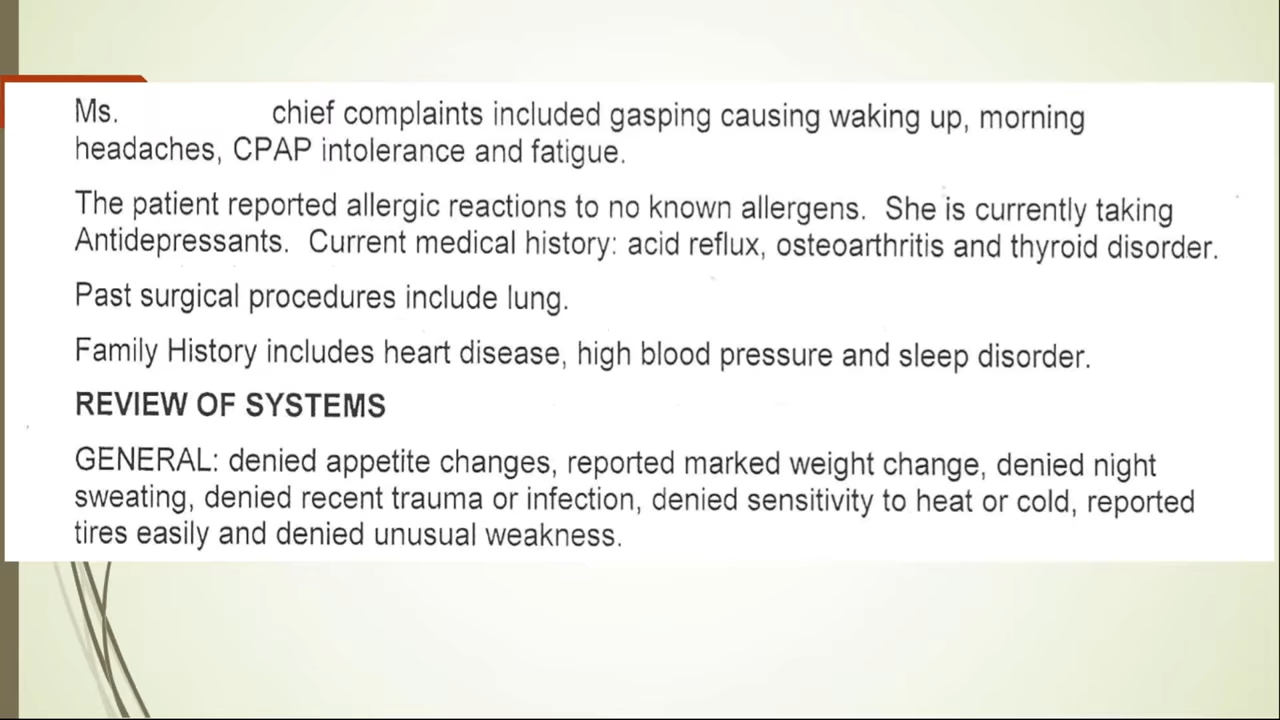 Ms. chief complaints included gasping causing waking up, morning
headaches, CPAP intolerance and fatigue.
The patient reported allergic reactions to no known allergens. She is currently taking
Antidepressants. Current medical history: acid reflux, osteoarthritis and thyroid disorder.
Past surgical procedures include lung.
Family History includes heart disease, high blood pressure and sleep disorder.
REVIEW OF SYSTEMS
GENERAL: denied appetite changes, reported marked weight change, denied night
sweating, denied recent trauma or infection, denied sensitivity to heat or cold, reported
tires easily and denied unusual weakness.